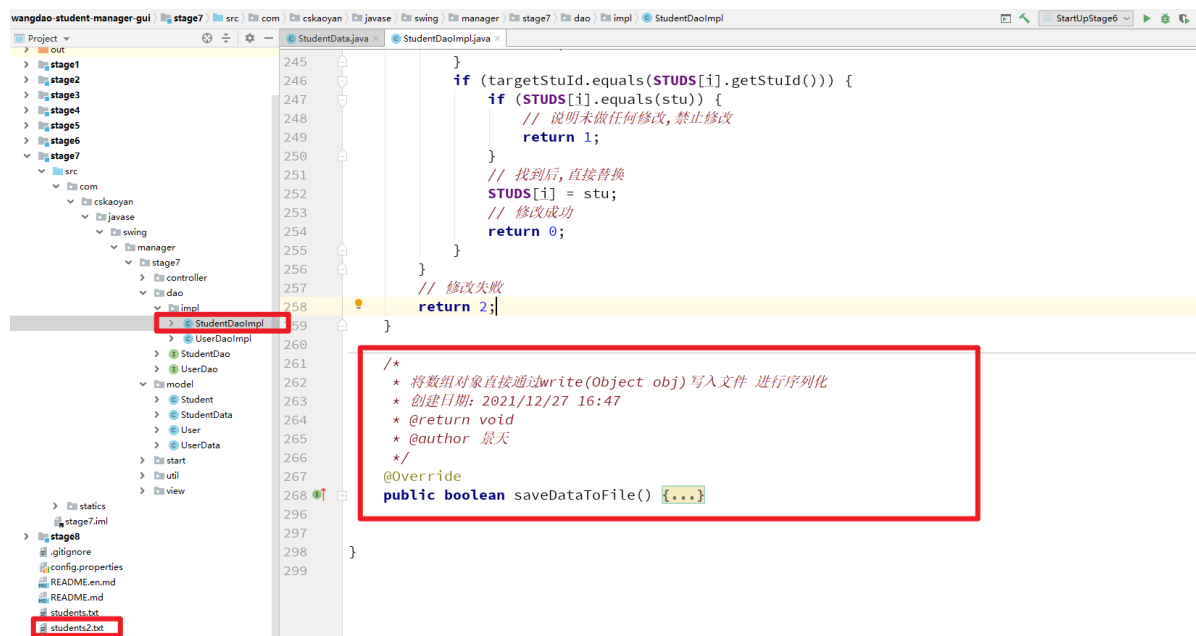 wangdao-student-manager-gui stage7 src com cskaoyan javase swing manager stage7 dao impl StudentDaoImpl StartUpStage6
Project StudentData.java StudentDaoImpl.java
out
stage1
stage2
stage3
stage4
stage5
stage6
stage7
src
com
cskaoyan
javase
swing
manager
stage7
controller
dao
impl
StudentDaoImpl
UserDaoImpl
StudentDao
UserDao
model
Student
StudentData
User
UserData
start
util
view
statics
stage7.iml
stage8
.gitignore
config.properties
README.en.md
README.md
students.txt
students2.txt
245 }
246 if (targetStuId.equals(STUDS[i].getStuId())) {
247 if (STUDS[i].equals(stu)) {
248 // 说明未做任何修改,禁止修改
249 return 1;
250 }
251 // 找到后,直接替换
252 STUDS[i] = stu;
253 // 修改成功
254 return 0;
255 }
256 }
257 // 修改失败
258 return 2;
259 }
260
261 /*
262 * 将数组对象直接通过write(Object obj)写入文件 进行序列化
263 * 创建日期：2021/12/27 16:47
264 * @return void
265 * @author 景天
266 */
267 @Override
268 public boolean saveDataToFile() {...}
296
297
298 }
299